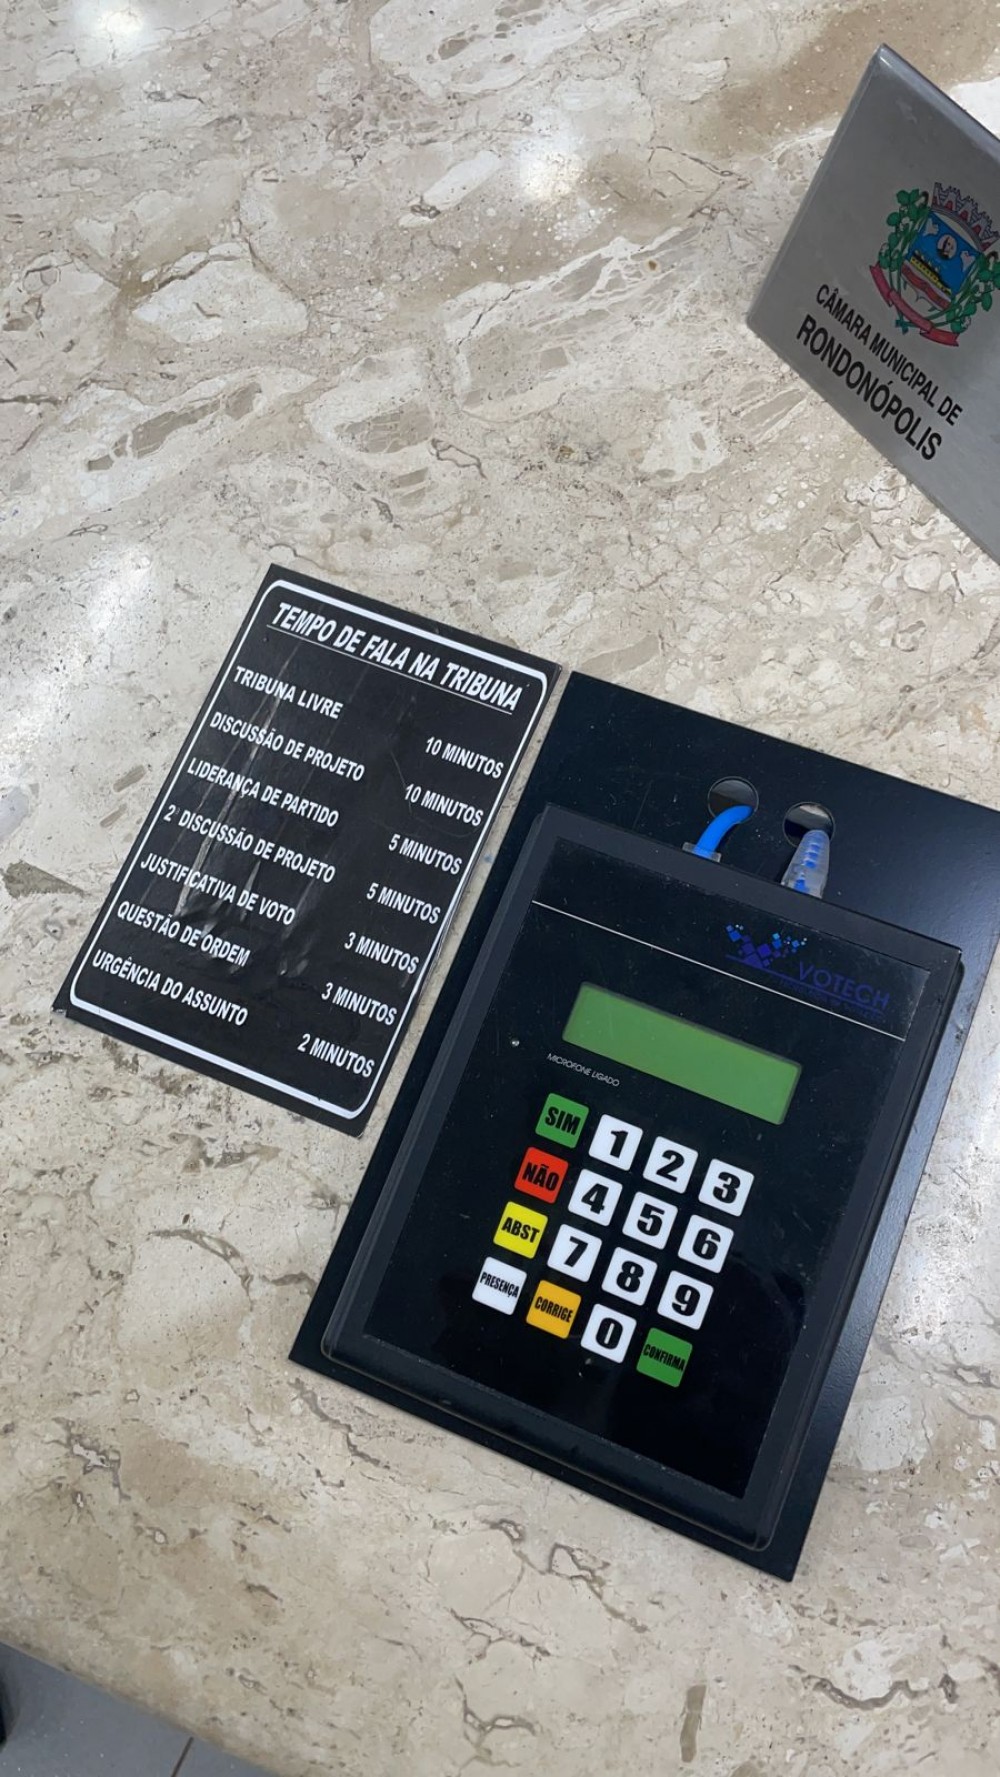 CÂMARA MUNICIPAL DE
RONDONÓPOLIS
TEMPO DE FALA NA TRIBUNA
TRIBUNA LIVRE 10 MINUTOS
DISCUSSÃO DE PROJETO 10 MINUTOS
LIDERANÇA DE PARTIDO 5 MINUTOS
2ª DISCUSSÃO DE PROJETO 5 MINUTOS
JUSTIFICATIVA DE VOTO 3 MINUTOS
QUESTÃO DE ORDEM 3 MINUTOS
URGÊNCIA DO ASSUNTO 2 MINUTOS
VOTECH
MICROFONE LIGADO
SIM 1 2 3
NÃO 4 5 6
ABST 7 8 9
PRESENÇA CORRIGE 0 CONFIRMA